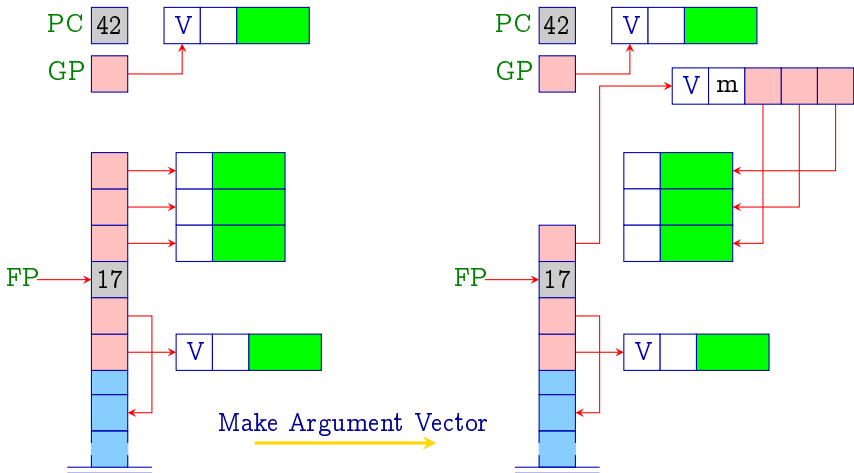 PC 42 V PC 42 V
GP GP
V m
FP 17 FP 17
V V
Make Argument Vector